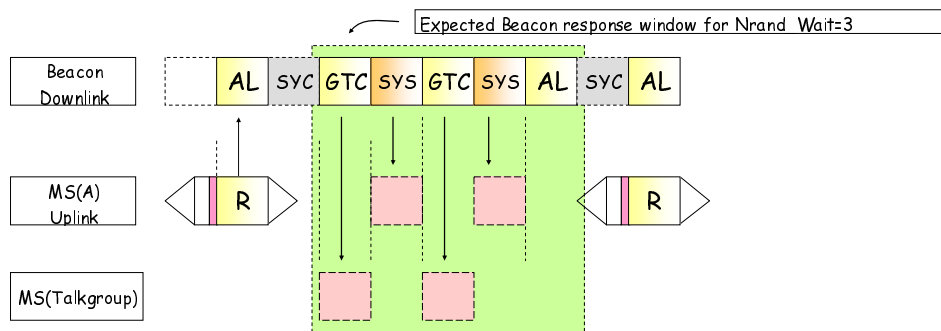 Expected Beacon response window for Nrand_Wait=3
Beacon
Downlink
AL SYC GTC SYS GTC SYS AL SYC AL
MS(A)
Uplink
R R
MS(Talkgroup)